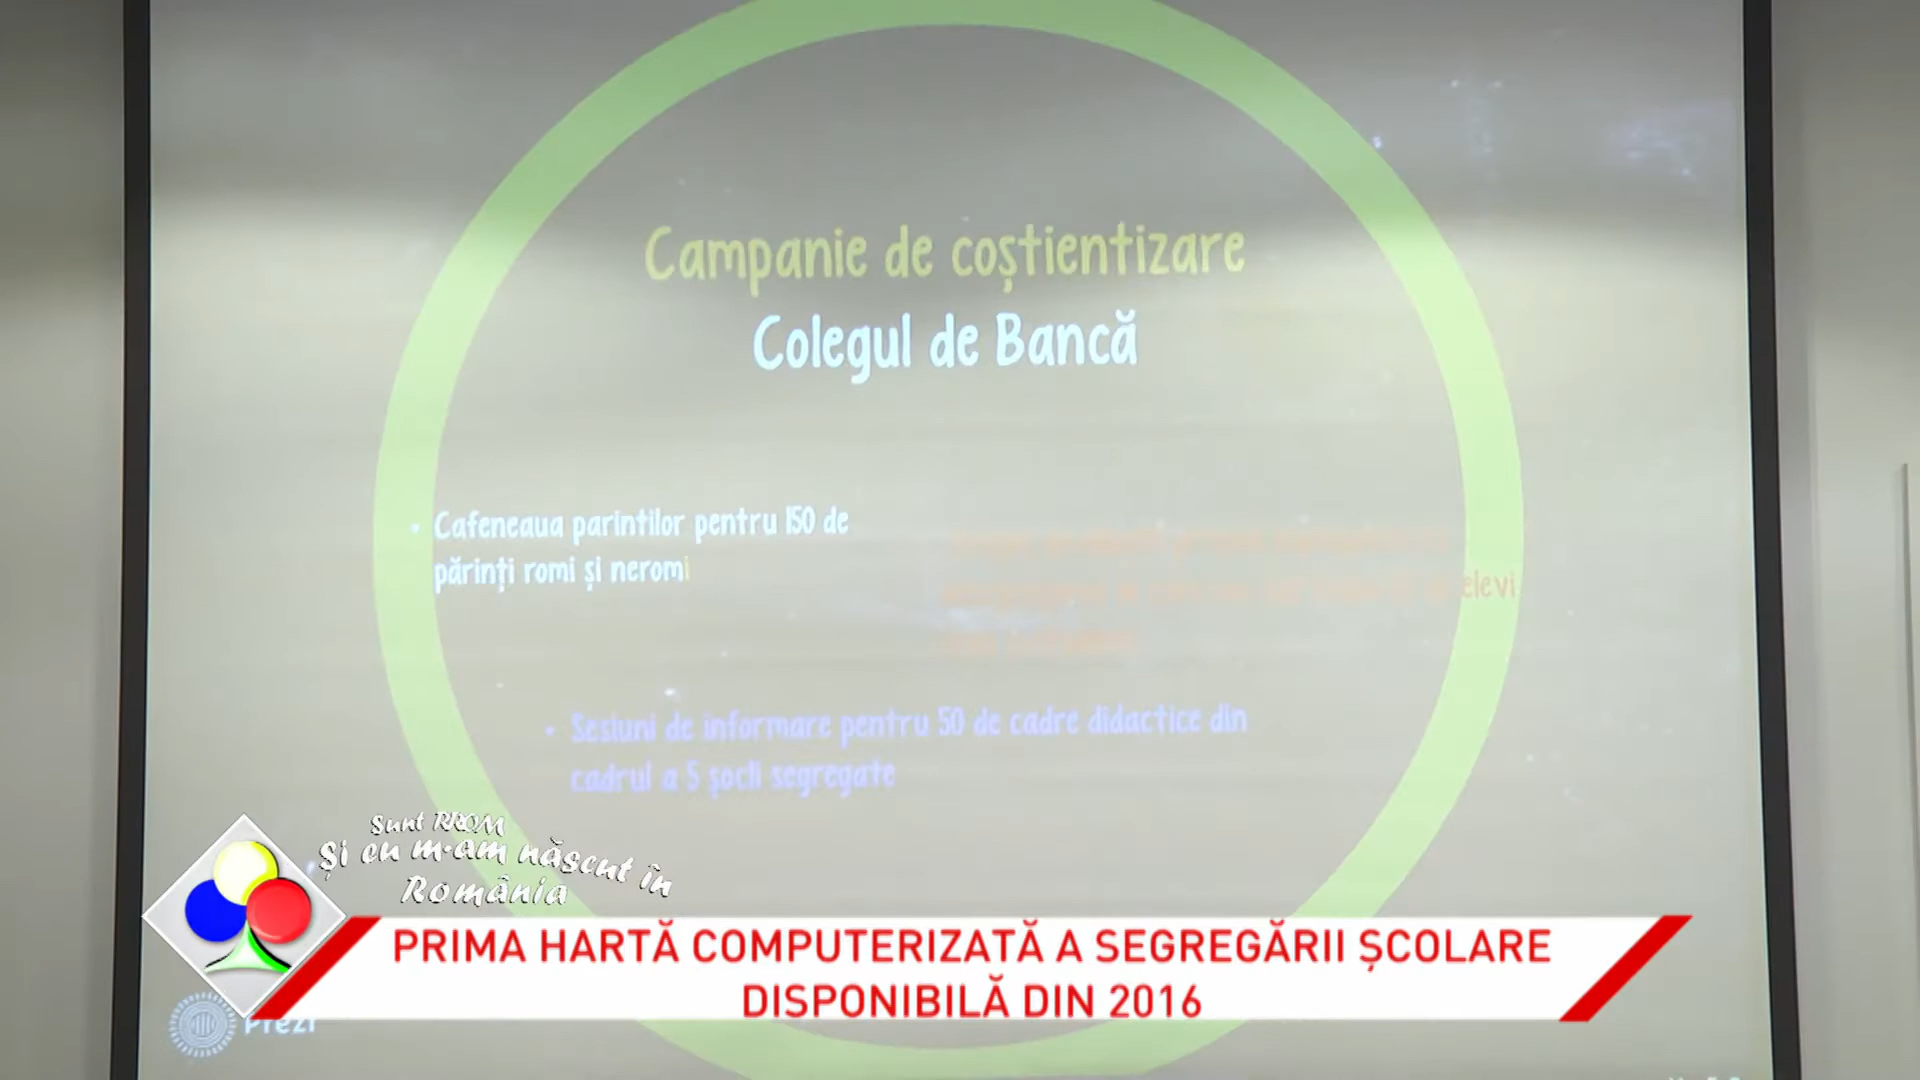 Campanie de coștientizare
Colegul de Bancă
• Cafeneaua parintilor pentru 150 de
părinți romi și neromi
elevi
• Sesiuni de informare pentru 50 de cadre didactice din
cadrul a 5 șocli segregate
Sunt RROM
Și eu m-am născut în
România
PRIMA HARTĂ COMPUTERIZATĂ A SEGREGĂRII ȘCOLARE
DISPONIBILĂ DIN 2016
Prezi